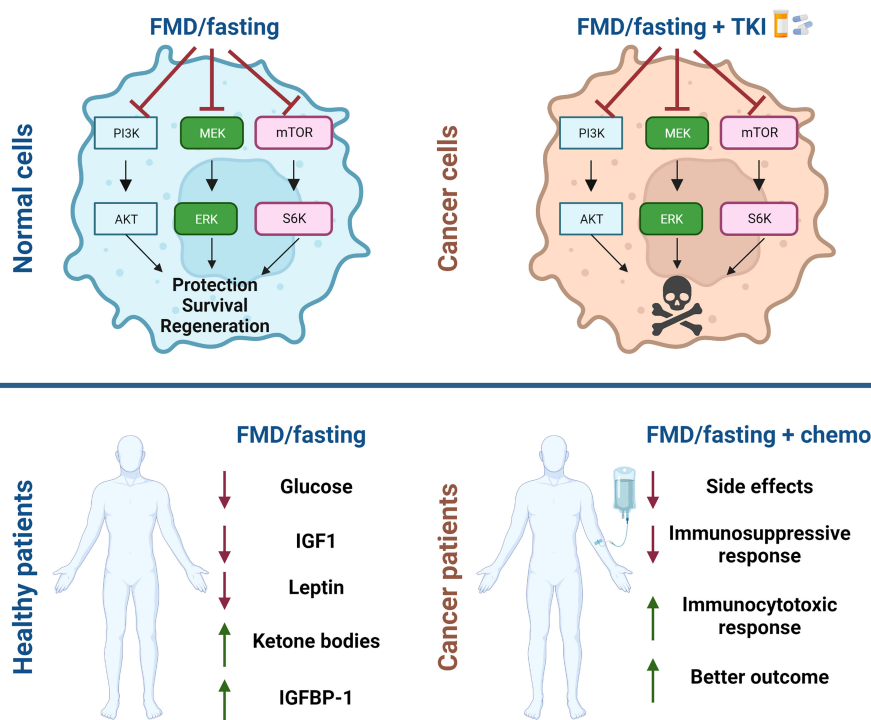 FMD/fasting
Normal cells
PI3K
MEK
mTOR
AKT
ERK
S6K
Protection
Survival
Regeneration
FMD/fasting + TKI
Cancer cells
PI3K
MEK
mTOR
AKT
ERK
S6K
Healthy patients
FMD/fasting
Glucose
IGF1
Leptin
Ketone bodies
IGFBP-1
Cancer patients
FMD/fasting + chemo
Side effects
Immunosuppressive
response
Immunocytotoxic
response
Better outcome